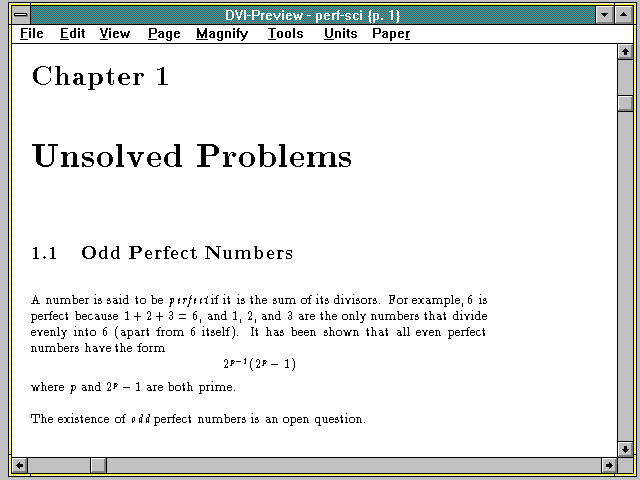 DVI-Preview - perf-sci {p. 1}
File Edit View Page Magnify Tools Units Paper
Chapter 1
Unsolved Problems
1.1 Odd Perfect Numbers
A number is said to be perfect if it is the sum of its divisors. For example, 6 is
perfect because 1 + 2 + 3 = 6, and 1, 2, and 3 are the only numbers that divide
evenly into 6 (apart from 6 itself). It has been shown that all even perfect
numbers have the form
2ᵖ⁻¹(2ᵖ − 1)
where p and 2ᵖ − 1 are both prime.
The existence of odd perfect numbers is an open question.